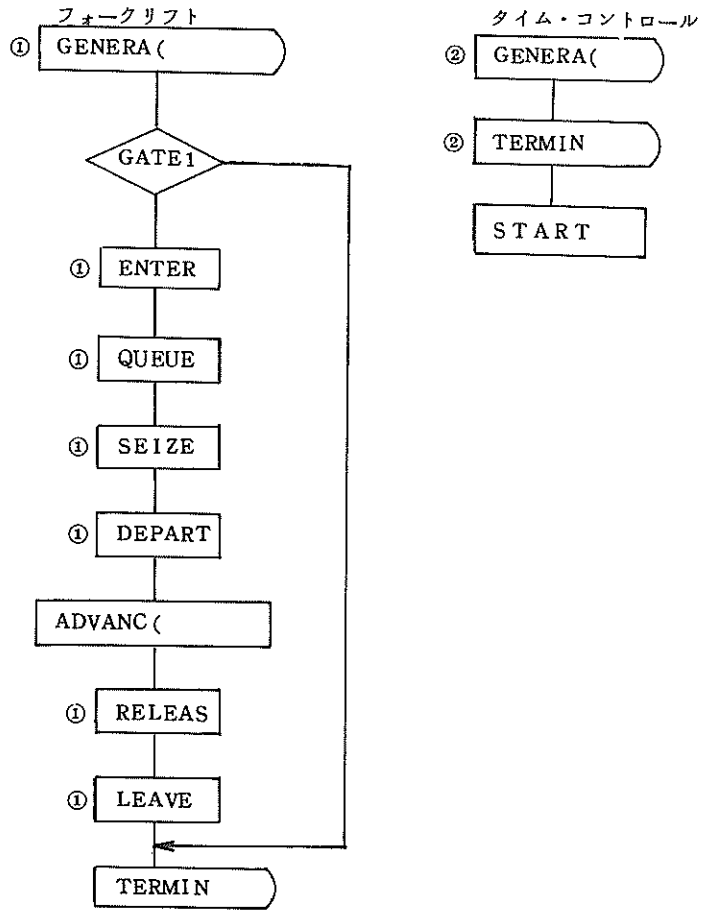 フォークリフト
① GENERA(
GATE1
① ENTER
① QUEUE
① SEIZE
① DEPART
ADVANC(
① RELEAS
① LEAVE
TERMIN
タイム・コントロール
② GENERA(
② TERMIN
START